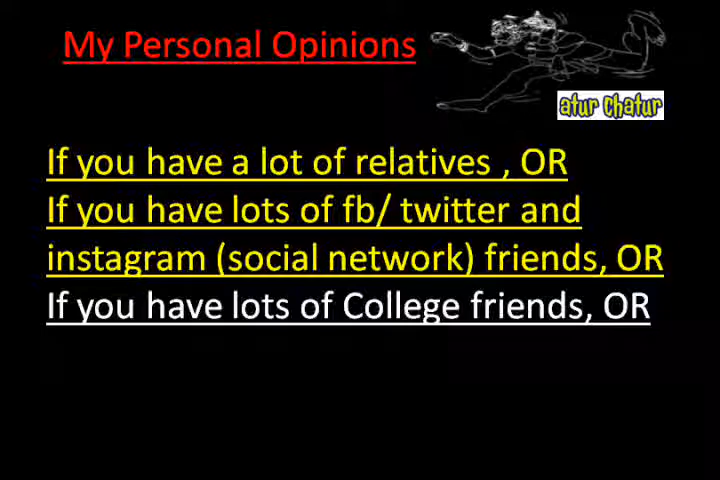 My Personal Opinions
atur chatur
If you have a lot of relatives , OR
If you have lots of fb/ twitter and
instagram (social network) friends, OR
If you have lots of College friends, OR